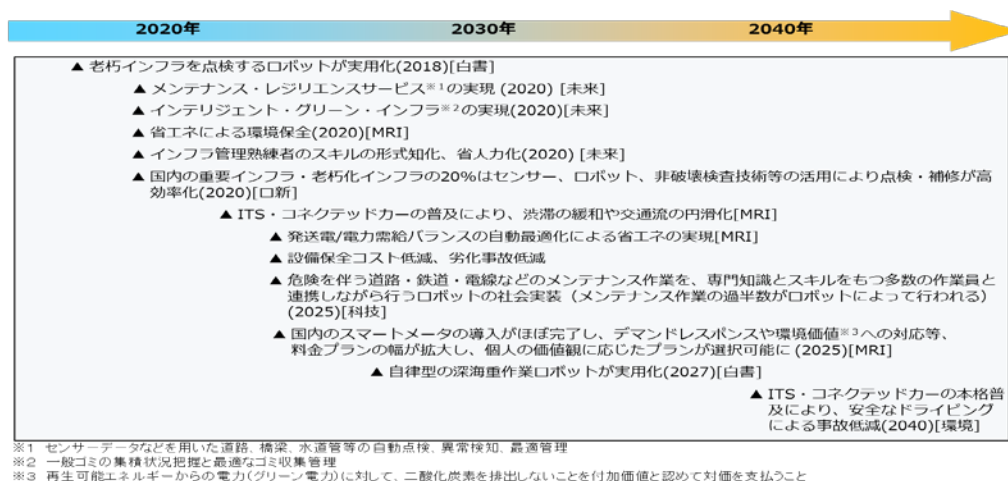 2020年 2030年 2040年
▲ 老朽インフラを点検するロボットが実用化(2018)[白書]
▲ メンテナンス・レジリエンスサービス※1の実現 (2020) [未来]
▲ インテリジェント・グリーン・インフラ※2の実現(2020)[未来]
▲ 省エネによる環境保全(2020)[MRI]
▲ インフラ管理熟練者のスキルの形式知化、省人力化(2020) [未来]
▲ 国内の重要インフラ・老朽化インフラの20%はセンサー、ロボット、非破壊検査技術等の活用により点検・補修が高
効率化(2020)[ロ新]
▲ ITS・コネクテッドカーの普及により、渋滞の緩和や交通流の円滑化[MRI]
▲ 発送電/電力需給バランスの自動最適化による省エネの実現[MRI]
▲ 設備保全コスト低減、劣化事故低減
▲ 危険を伴う道路・鉄道・電線などのメンテナンス作業を、専門知識とスキルをもつ多数の作業員と
連携しながら行うロボットの社会実装（メンテナンス作業の過半数がロボットによって行われる）
(2025)[科技]
▲ 国内のスマートメータの導入がほぼ完了し、デマンドレスポンスや環境価値※3への対応等、
料金プランの幅が拡大し、個人の価値観に応じたプランが選択可能に (2025)[MRI]
▲ 自律型の深海重作業ロボットが実用化(2027)[白書]
▲ ITS・コネクテッドカーの本格普
及により、安全なドライビング
による事故低減(2040)[環境]
※1 センサーデータなどを用いた道路、橋梁、水道管等の自動点検、異常検知、最適管理
※2 一般ゴミの集積状況把握と最適なゴミ収集管理
※3 再生可能エネルギーからの電力(グリーン電力)に対して、二酸化炭素を排出しないことを付加価値と認めて対価を支払うこと